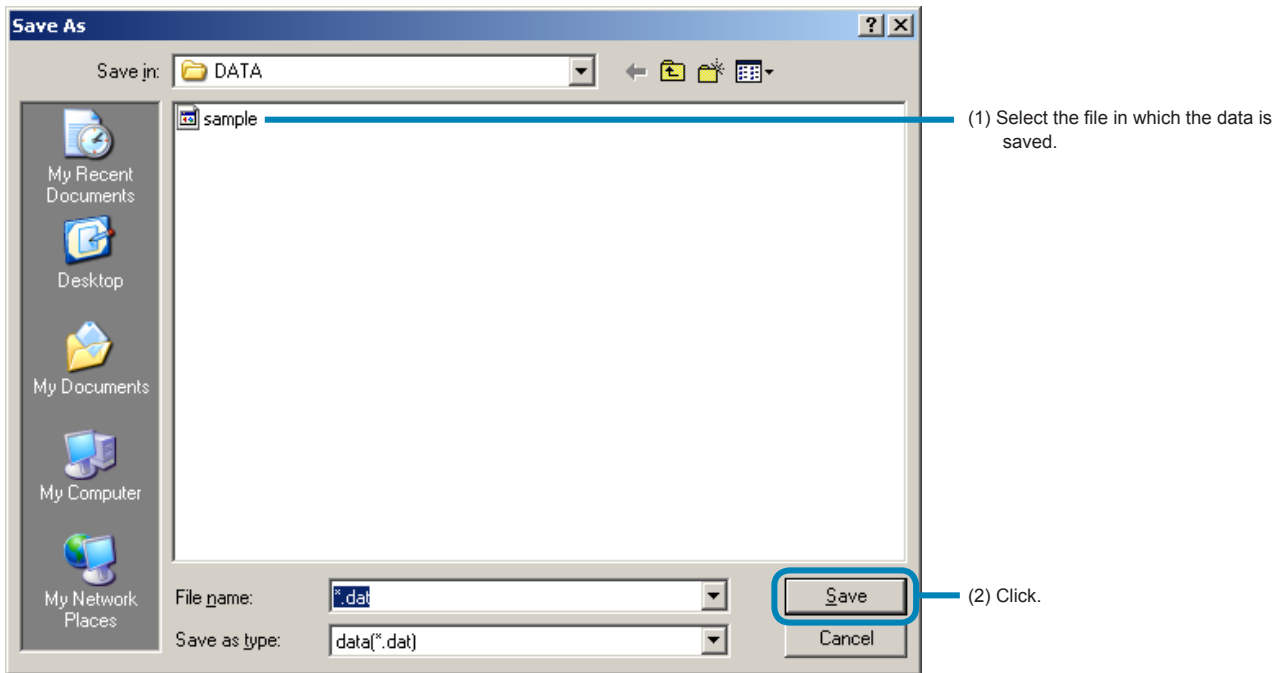 Save As
Save in:
DATA
sample
(1) Select the file in which the data is
saved.
My Recent
Documents
Desktop
My Documents
My Computer
My Network
Places
File name:
*.dat
Save
(2) Click.
Save as type:
data(*.dat)
Cancel